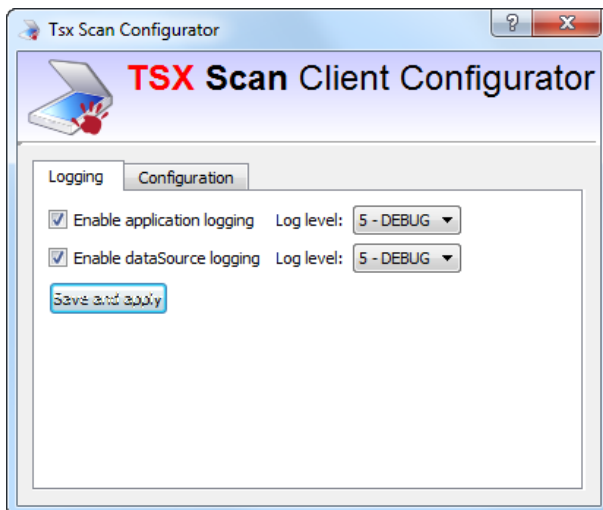 Tsx Scan Configurator
?
X
TSX Scan Client Configurator
Logging Configuration
Enable application logging Log level: 5 - DEBUG
Enable dataSource logging Log level: 5 - DEBUG
Save and apply